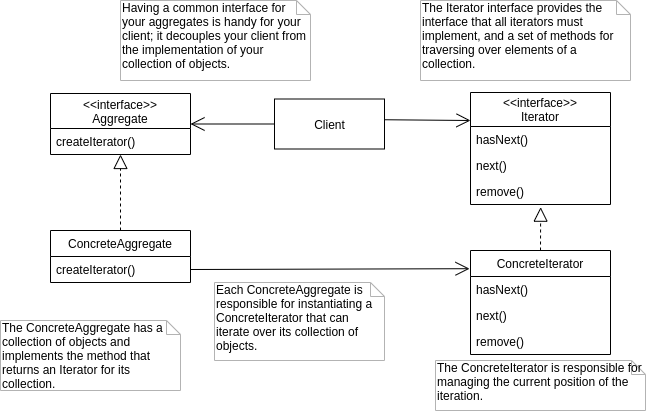 Having a common interface for
your aggregates is handy for your
client; it decouples your client from
the implementation of your
collection of objects.
The Iterator interface provides the
interface that all iterators must
implement, and a set of methods for
traversing over elements of a
collection.
<<interface>>
Aggregate
createIterator()
Client
<<interface>>
Iterator
hasNext()
next()
remove()
ConcreteAggregate
createIterator()
ConcreteIterator
hasNext()
next()
remove()
Each ConcreteAggregate is
responsible for instantiating a
ConcreteIterator that can
iterate over its collection of
objects.
The ConcreteAggregate has a
collection of objects and
implements the method that
returns an Iterator for its
collection.
The ConcreteIterator is responsible for
managing the current position of the
iteration.